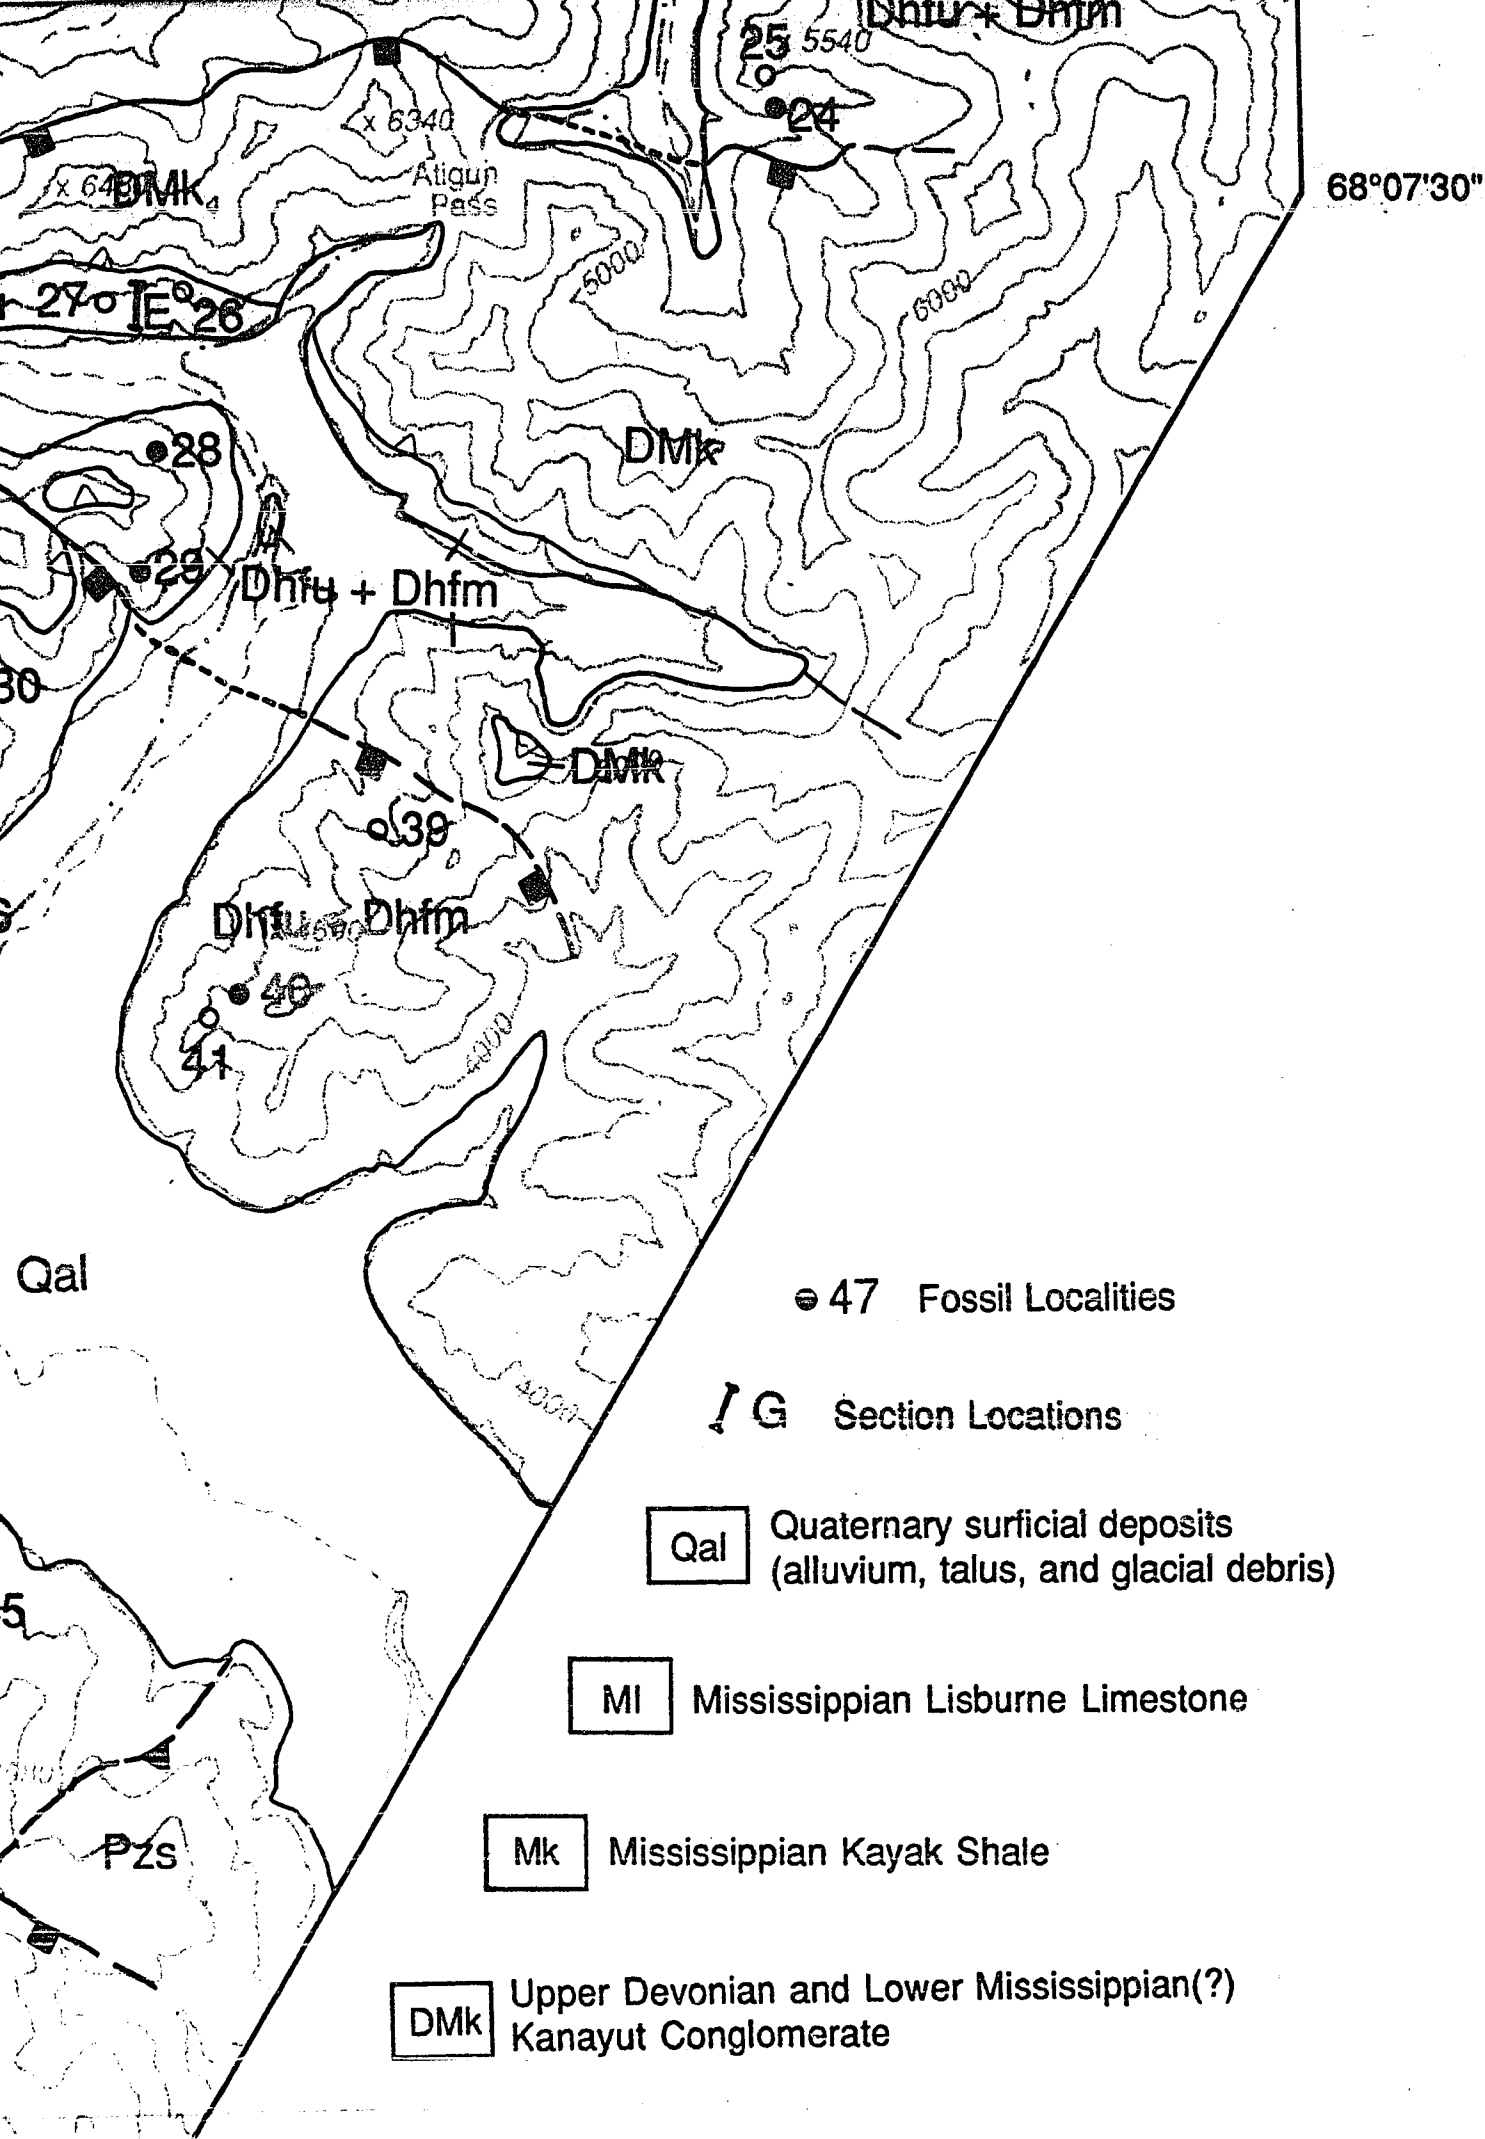 Dhfu + Dhfm
25
x 5540
24
x 6340
68°07'30"
DMk
Atigun
Pass
5000
6000
27
E
26
28
DMk
29
Dhfu + Dhfm
30
DMk
39
Dhfu Dhfm
40
4000
41
Qal
47 Fossil Localities
4000
G Section Locations
Qal
Quaternary surficial deposits
(alluvium, talus, and glacial debris)
5
Ml
Mississippian Lisburne Limestone
Pzs
Mk
Mississippian Kayak Shale
DMk
Upper Devonian and Lower Mississippian(?)
Kanayut Conglomerate